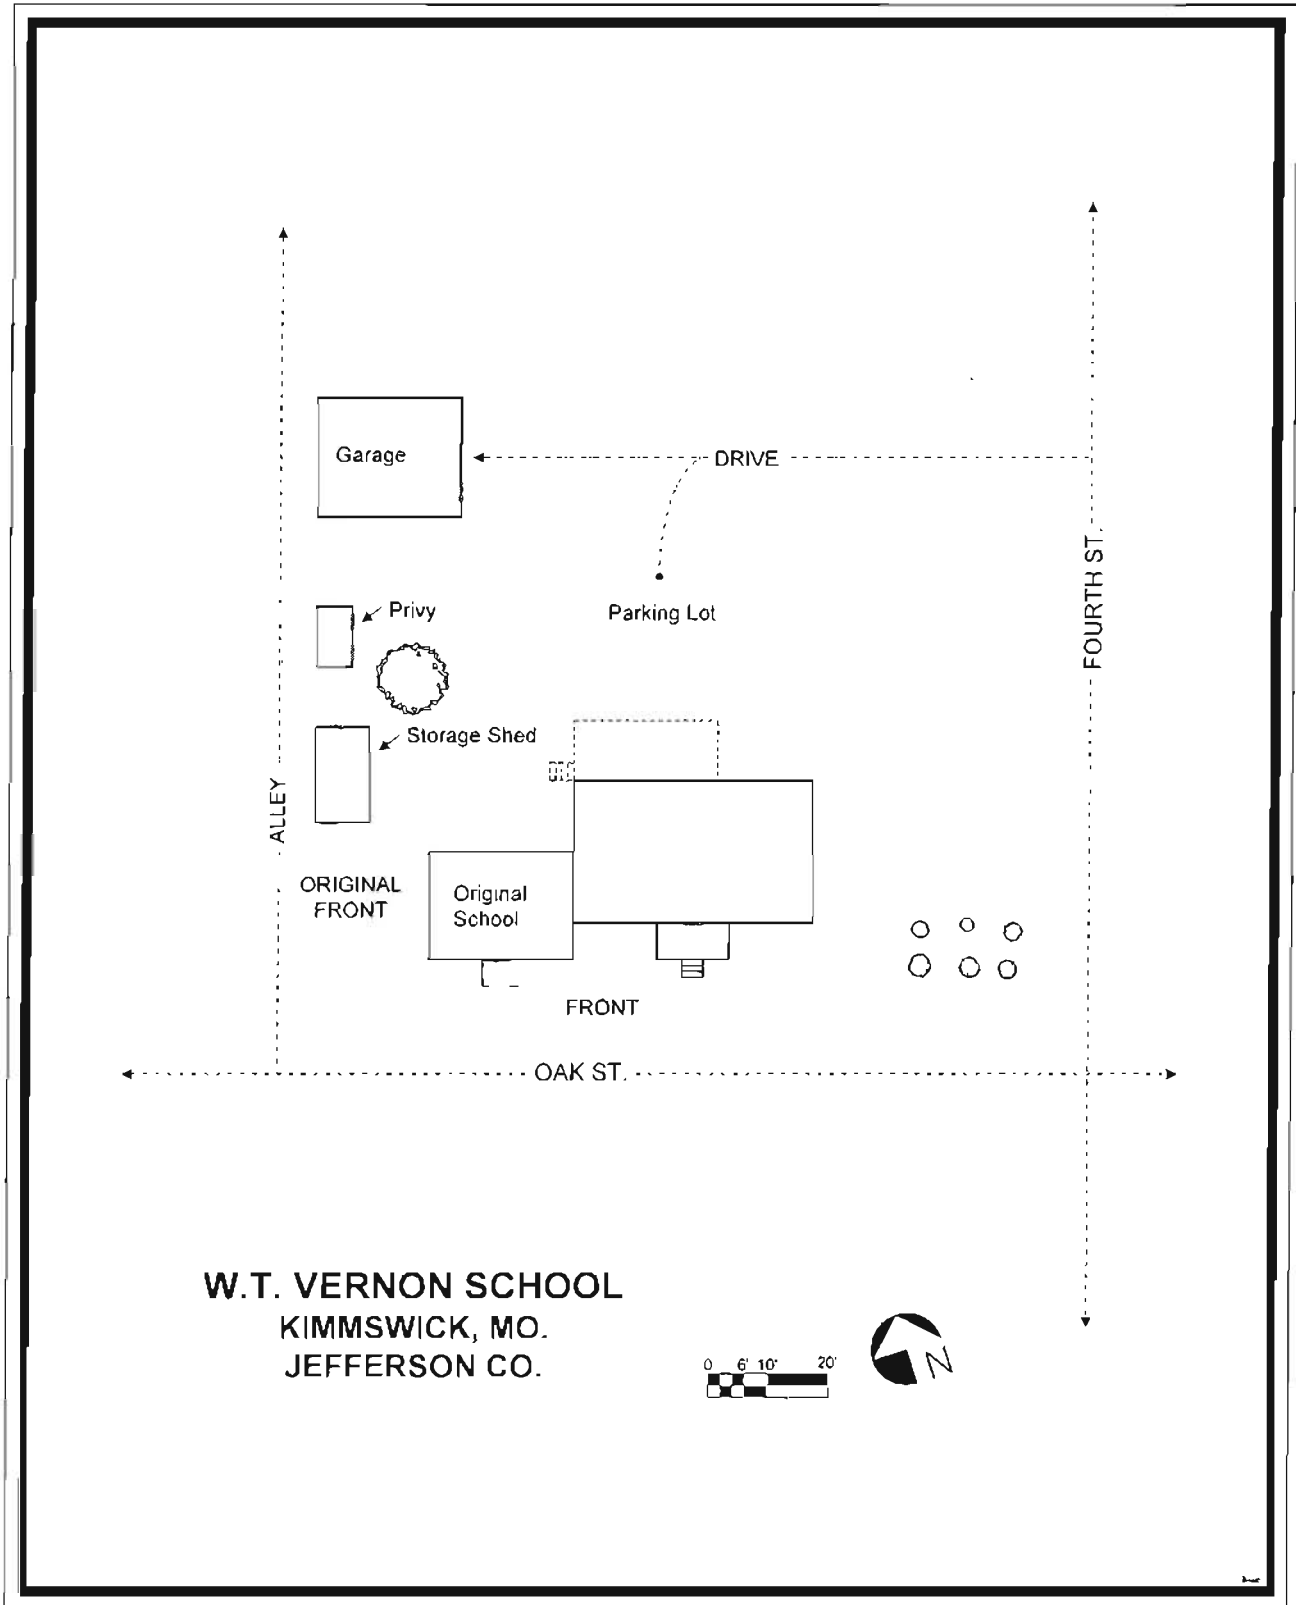 Garage
DRIVE
FOURTH ST.
Privy
Parking Lot
Storage Shed
ALLEY
ORIGINAL
FRONT
Original
School
FRONT
OAK ST.
W.T. VERNON SCHOOL
KIMMSWICK, MO.
JEFFERSON CO.
0 6' 10' 20'
N